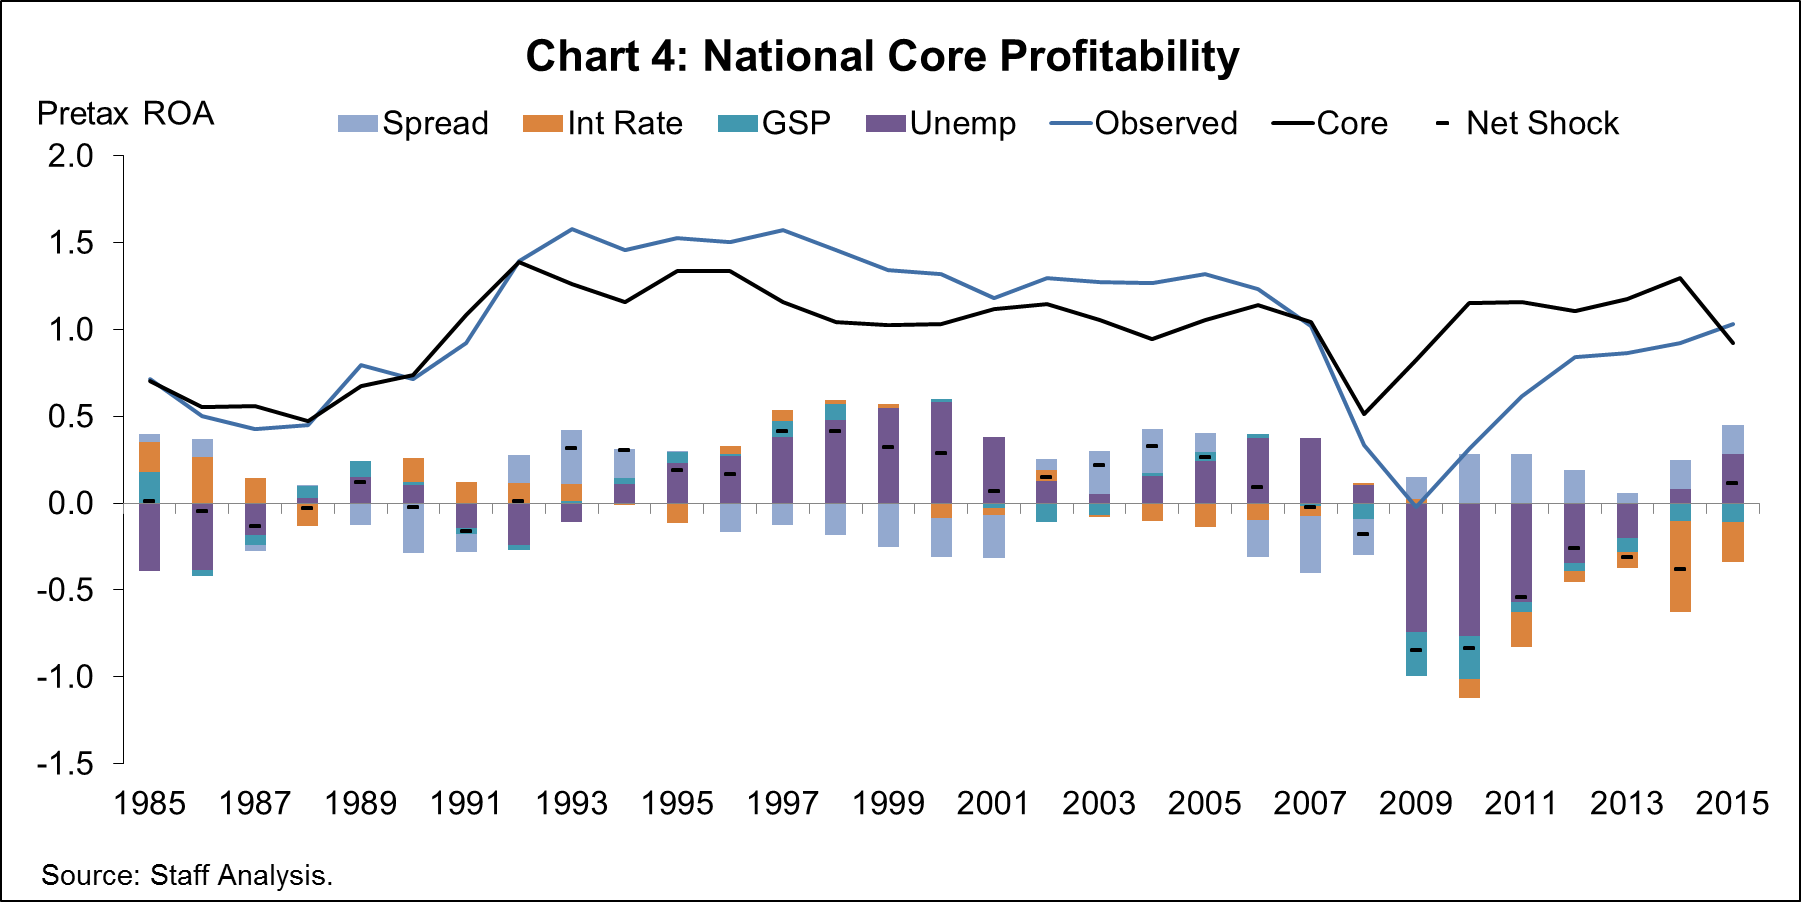 Chart 4: National Core Profitability
Pretax ROA
Spread Int Rate GSP Unemp Observed Core Net Shock
2.0
1.5
1.0
0.5
0.0
-0.5
-1.0
-1.5
1985 1987 1989 1991 1993 1995 1997 1999 2001 2003 2005 2007 2009 2011 2013 2015
Source: Staff Analysis.